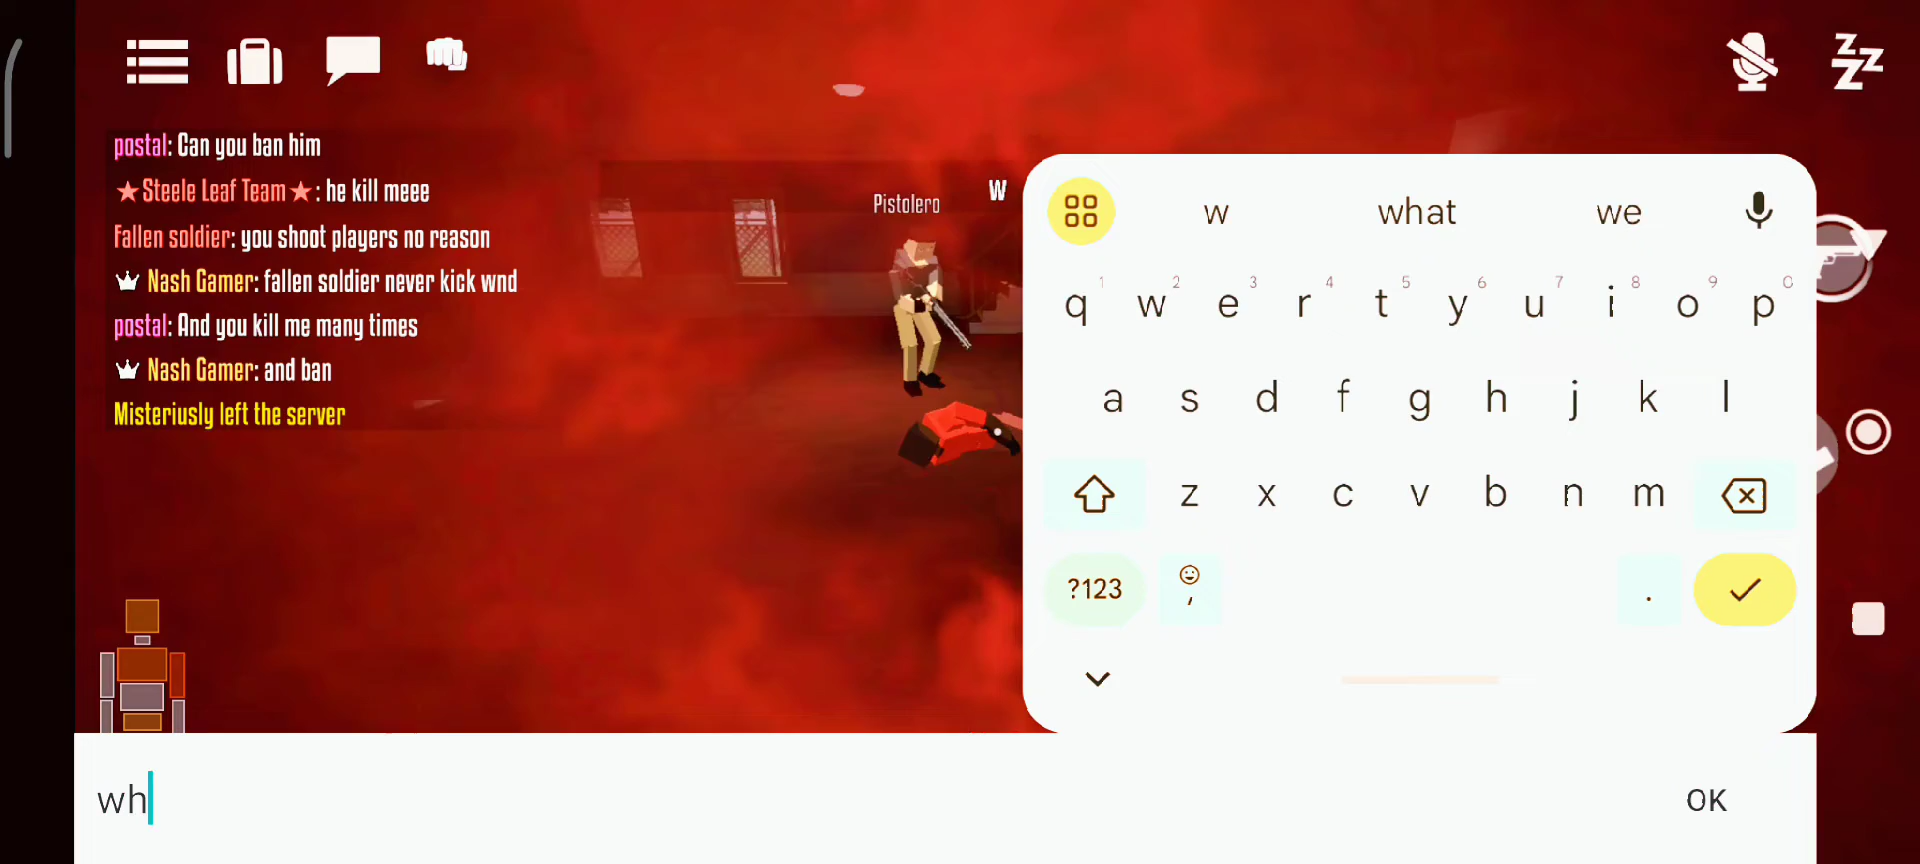 postal: Can you ban him
★Steele Leaf Team★: he kill meee
Fallen soldier: you shoot players no reason
Nash Gamer: fallen soldier never kick wnd
postal: And you kill me many times
Nash Gamer: and ban
Misteriusly left the server
Pistolero
W
ZZZ
w what we
1 2 3 4 5 6 7 8 9 0
q w e r t y u i o p
a s d f g h j k l
z x c v b n m
?123 , .
wh
OK